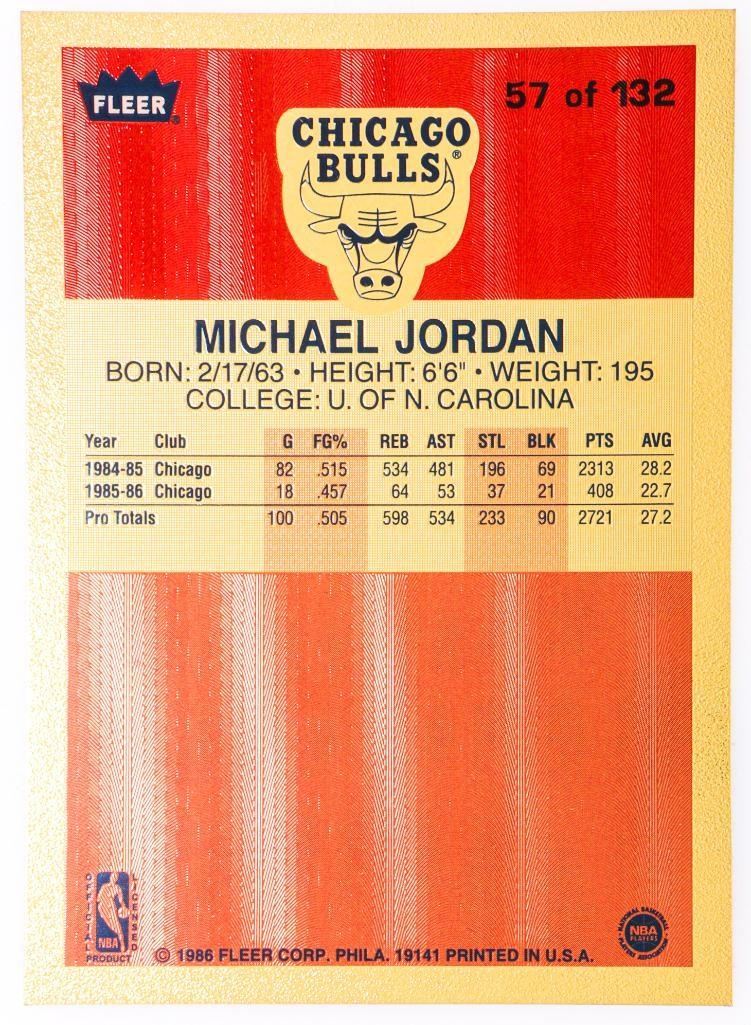 FLEER®
57 of 132
CHICAGO
BULLS®
MICHAEL JORDAN
BORN: 2/17/63 • HEIGHT: 6'6" • WEIGHT: 195
COLLEGE: U. OF N. CAROLINA
Year Club G FG% REB AST STL BLK PTS AVG
1984-85 Chicago 82 .515 534 481 196 69 2313 28.2
1985-86 Chicago 18 .457 64 53 37 21 408 22.7
Pro Totals 100 .505 598 534 233 90 2721 27.2
OFFICIAL
LICENSED
NBA
PRODUCT
© 1986 FLEER CORP. PHILA. 19141 PRINTED IN U.S.A.
NATIONAL BASKETBALL
NBA
PLAYERS
PLAYERS ASSOCIATION